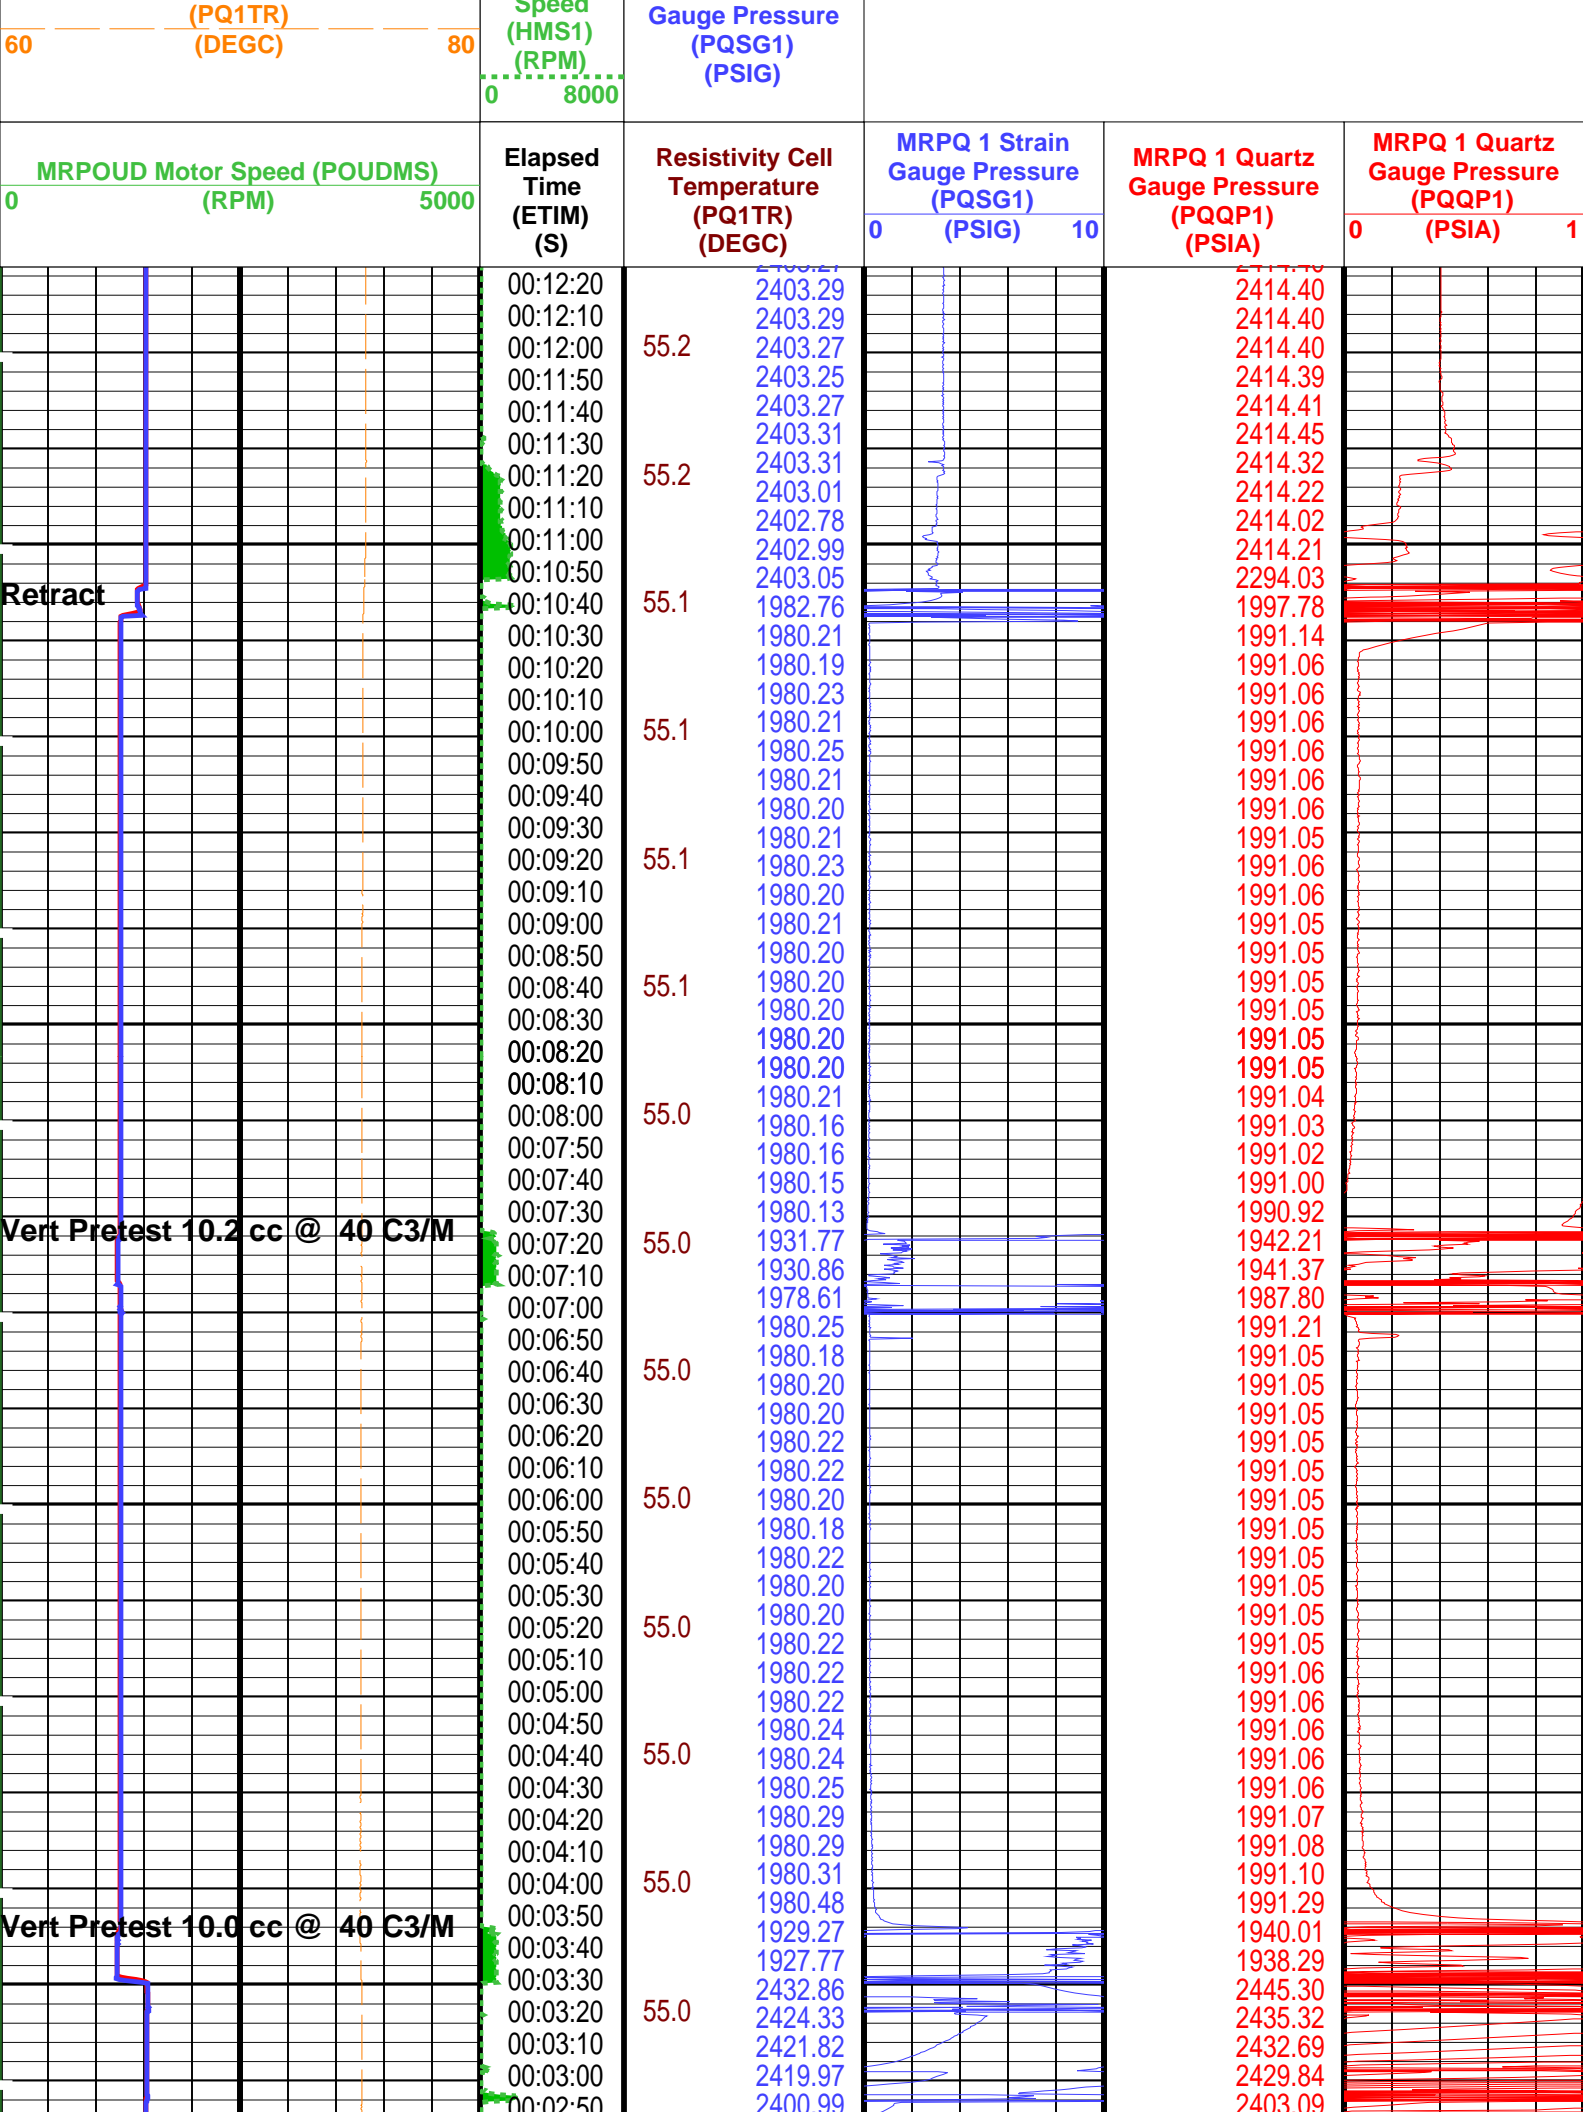 (PQ1TR)
60 (DEGC) 80
Speed
(HMS1)
(RPM)
0 8000
Gauge Pressure
(PQSG1)
(PSIG)
MRPOUD Motor Speed (POUDMS)
0 (RPM) 5000
Elapsed
Time
(ETIM)
(S)
Resistivity Cell
Temperature
(PQ1TR)
(DEGC)
MRPQ 1 Strain
Gauge Pressure
(PQSG1)
0 (PSIG) 10
MRPQ 1 Quartz
Gauge Pressure
(PQQP1)
(PSIA)
MRPQ 1 Quartz
Gauge Pressure
(PQQP1)
0 (PSIA) 1
2403.27 2414.40
00:12:20 2403.29 2414.40
00:12:10 2403.29 2414.40
00:12:00 55.2 2403.27 2414.40
00:11:50 2403.25 2414.39
00:11:40 2403.27 2414.41
00:11:30 2403.31 2414.45
00:11:20 55.2 2403.31 2414.32
00:11:10 2403.01 2414.22
2402.78 2414.02
00:11:00 2402.99 2414.21
00:10:50 2403.05 2294.03
Retract
00:10:40 55.1 1982.76 1997.78
00:10:30 1980.21 1991.14
00:10:20 1980.19 1991.06
00:10:10 1980.23 1991.06
00:10:00 55.1 1980.21 1991.06
00:09:50 1980.25 1991.06
1980.21 1991.06
00:09:40 1980.20 1991.06
00:09:30 1980.21 1991.05
00:09:20 55.1 1980.23 1991.06
00:09:10 1980.20 1991.06
00:09:00 1980.21 1991.05
00:08:50 1980.20 1991.05
00:08:40 55.1 1980.20 1991.05
1980.20 1991.05
00:08:30 1980.20 1991.05
00:08:20 1980.20 1991.05
00:08:10 1980.21 1991.04
00:08:00 55.0 1980.16 1991.03
00:07:50 1980.16 1991.02
00:07:40 1980.15 1991.00
00:07:30 1980.13 1990.92
Vert Pretest 10.2 cc @ 40 C3/M
00:07:20 55.0 1931.77 1942.21
00:07:10 1930.86 1941.37
00:07:00 1978.61 1987.80
00:06:50 1980.25 1991.21
1980.18 1991.05
00:06:40 55.0 1980.20 1991.05
00:06:30 1980.20 1991.05
00:06:20 1980.22 1991.05
00:06:10 1980.22 1991.05
00:06:00 55.0 1980.20 1991.05
00:05:50 1980.18 1991.05
00:05:40 1980.22 1991.05
00:05:30 1980.20 1991.05
00:05:20 55.0 1980.20 1991.05
1980.22 1991.05
00:05:10 1980.22 1991.06
00:05:00 1980.22 1991.06
00:04:50 1980.24 1991.06
00:04:40 55.0 1980.24 1991.06
00:04:30 1980.25 1991.06
00:04:20 1980.29 1991.07
00:04:10 1980.29 1991.08
00:04:00 55.0 1980.31 1991.10
00:03:50 1980.48 1991.29
Vert Pretest 10.0 cc @ 40 C3/M
1929.27 1940.01
00:03:40 1927.77 1938.29
00:03:30 2432.86 2445.30
00:03:20 55.0 2424.33 2435.32
00:03:10 2421.82 2432.69
00:03:00 2419.97 2429.84
00:02:50 2400.99 2403.09